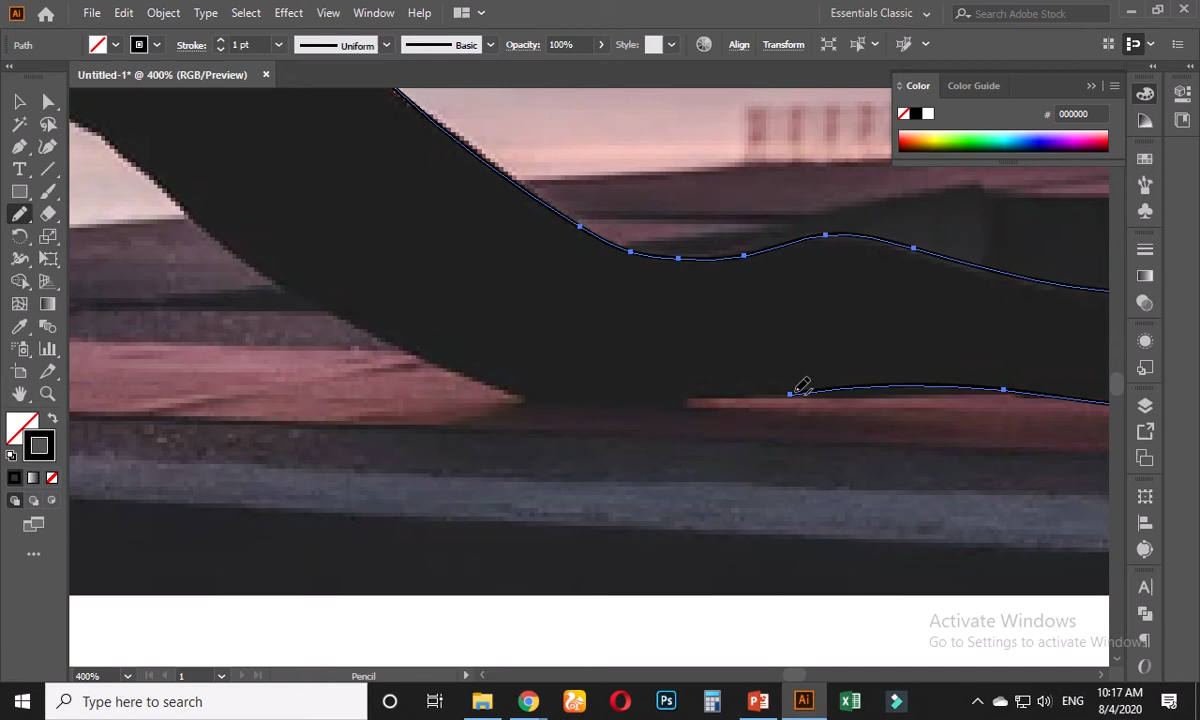 Ai
File Edit Object Type Select Effect View Window Help
Essentials Classic
Search Adobe Stock
Path
Stroke: 1 pt
Uniform
Basic
Opacity: 100%
Style:
Align
Transform
Untitled-1* @ 400% (RGB/Preview) ×
Color
Color Guide
# 000000
Activate Windows
Go to Settings to activate Windows.
400%
1
Pencil
Type here to search
Ps
Ai
ENG
10:17 AM
8/4/2020